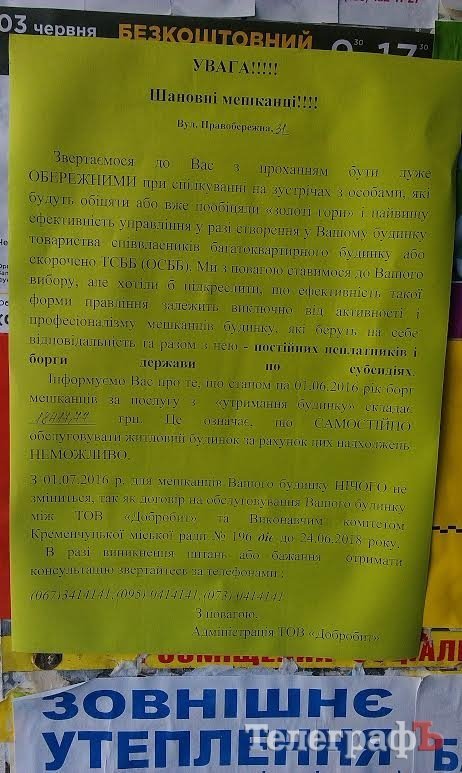 03 червня
БЕЗКОШТОВНИЙ
9 30 17 30
УВАГА!!!!!
Шановні мешканці!!!!
Вул. Правобережна, 31
Звертаємося до Вас з проханням бути дуже
ОБЕРЕЖНИМИ при спілкуванні на зустрічах з особами, які
будуть обіцяти або вже пообіцяли «золоті гори» і найвищу
ефективність управління у разі створення у Вашому будинку
товариства співвласників багатоквартирного будинку або
скорочено ТСББ (ОСББ). Ми з повагою ставимося до Вашого
вибору, але хотіли б підкреслити, що ефективність такої
форми правління залежить виключно від активності і
професіоналізму мешканців будинку, які беруть на себе
відповідальність та разом з нею - постійних неплатників і
борги держави по субсидіях.
Інформуємо Вас про те, що станом на 01.06.2016 рік борг
мешканців за послугу з «утримання будинку» складає
грн. Це означає, що САМОСТІЙНО
обслуговувати житловий будинок за рахунок цих надходжень
НЕМОЖЛИВО.
З 01.07.2016 р. для мешканців Вашого будинку НІЧОГО не
зміниться, так як договір на обслуговування Вашого будинку
між ТОВ «Добробит» та Виконавчим комітетом
Кременчуцької міської ради № 196 діє до 24.06.2018 року.
В разі виникнення питань або бажання отримати
консультацію звертайтеся за телефонами :
(067)3414141,(095) 0414141,(073) 0414141
З повагою,
Адміністрація ТОВ «Добробит»
ЗОВНІШНЄ
УТЕПЛЕННЯ Б
ТелеграфЪ